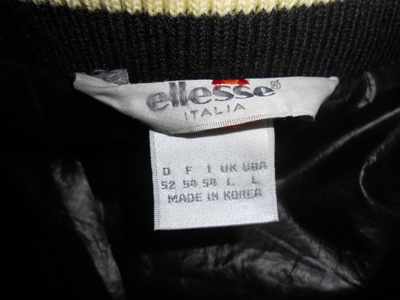 ellesse®
ITALIA
D F I UK USA
52 54 54 L L
MADE IN KOREA